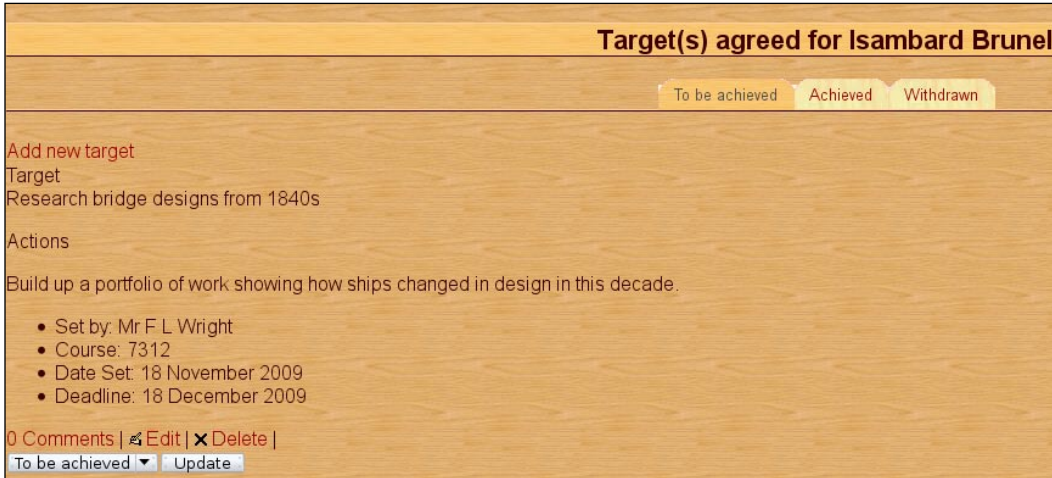 Target(s) agreed for Isambard Brunel
To be achieved Achieved Withdrawn
Add new target
Target
Research bridge designs from 1840s
Actions
Build up a portfolio of work showing how ships changed in design in this decade.
• Set by: Mr F L Wright
• Course: 7312
• Date Set: 18 November 2009
• Deadline: 18 December 2009
0 Comments | Edit | Delete |
To be achieved Update